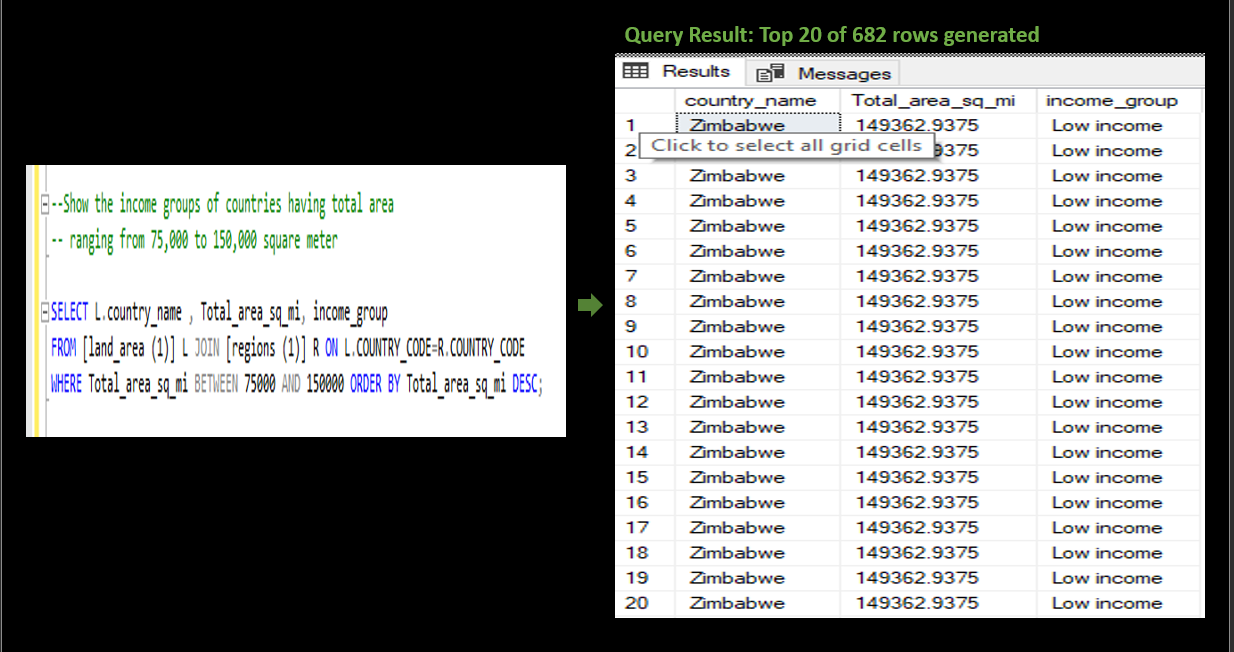 Query Result: Top 20 of 682 rows generated
--Show the income groups of countries having total area
-- ranging from 75,000 to 150,000 square meter
SELECT L.country_name , Total_area_sq_mi, income_group
FROM [land_area (1)] L JOIN [regions (1)] R ON L.COUNTRY_CODE=R.COUNTRY_CODE
WHERE Total_area_sq_mi BETWEEN 75000 AND 150000 ORDER BY Total_area_sq_mi DESC;
Results Messages
country_name Total_area_sq_mi income_group
1 Zimbabwe 149362.9375 Low income
Click to select all grid cells
2 9375 Low income
3 Zimbabwe 149362.9375 Low income
4 Zimbabwe 149362.9375 Low income
5 Zimbabwe 149362.9375 Low income
6 Zimbabwe 149362.9375 Low income
7 Zimbabwe 149362.9375 Low income
8 Zimbabwe 149362.9375 Low income
9 Zimbabwe 149362.9375 Low income
10 Zimbabwe 149362.9375 Low income
11 Zimbabwe 149362.9375 Low income
12 Zimbabwe 149362.9375 Low income
13 Zimbabwe 149362.9375 Low income
14 Zimbabwe 149362.9375 Low income
15 Zimbabwe 149362.9375 Low income
16 Zimbabwe 149362.9375 Low income
17 Zimbabwe 149362.9375 Low income
18 Zimbabwe 149362.9375 Low income
19 Zimbabwe 149362.9375 Low income
20 Zimbabwe 149362.9375 Low income